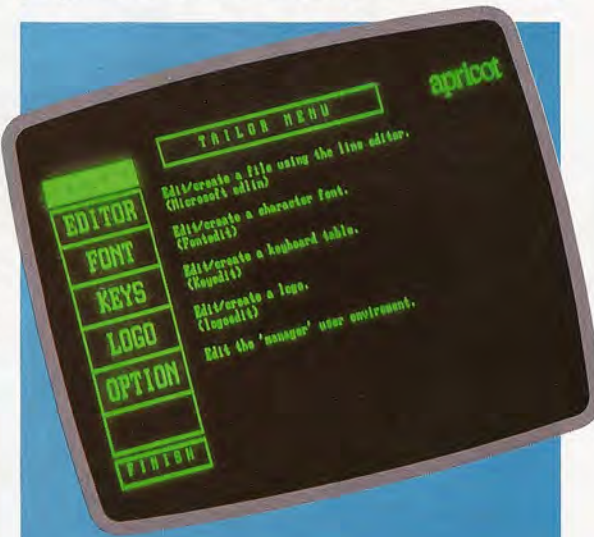 apricot
TAILOR MENU
EDITOR
Edit/create a file using the line editor.
(Microsoft edlin)
FONT
Edit/create a character font.
(Fontedit)
KEYS
Edit/create a keyboard table.
(Keyedit)
LOGO
Edit/create a logo.
(logoedit)
OPTION
Edit the 'manager' user enviroment.
FINISH